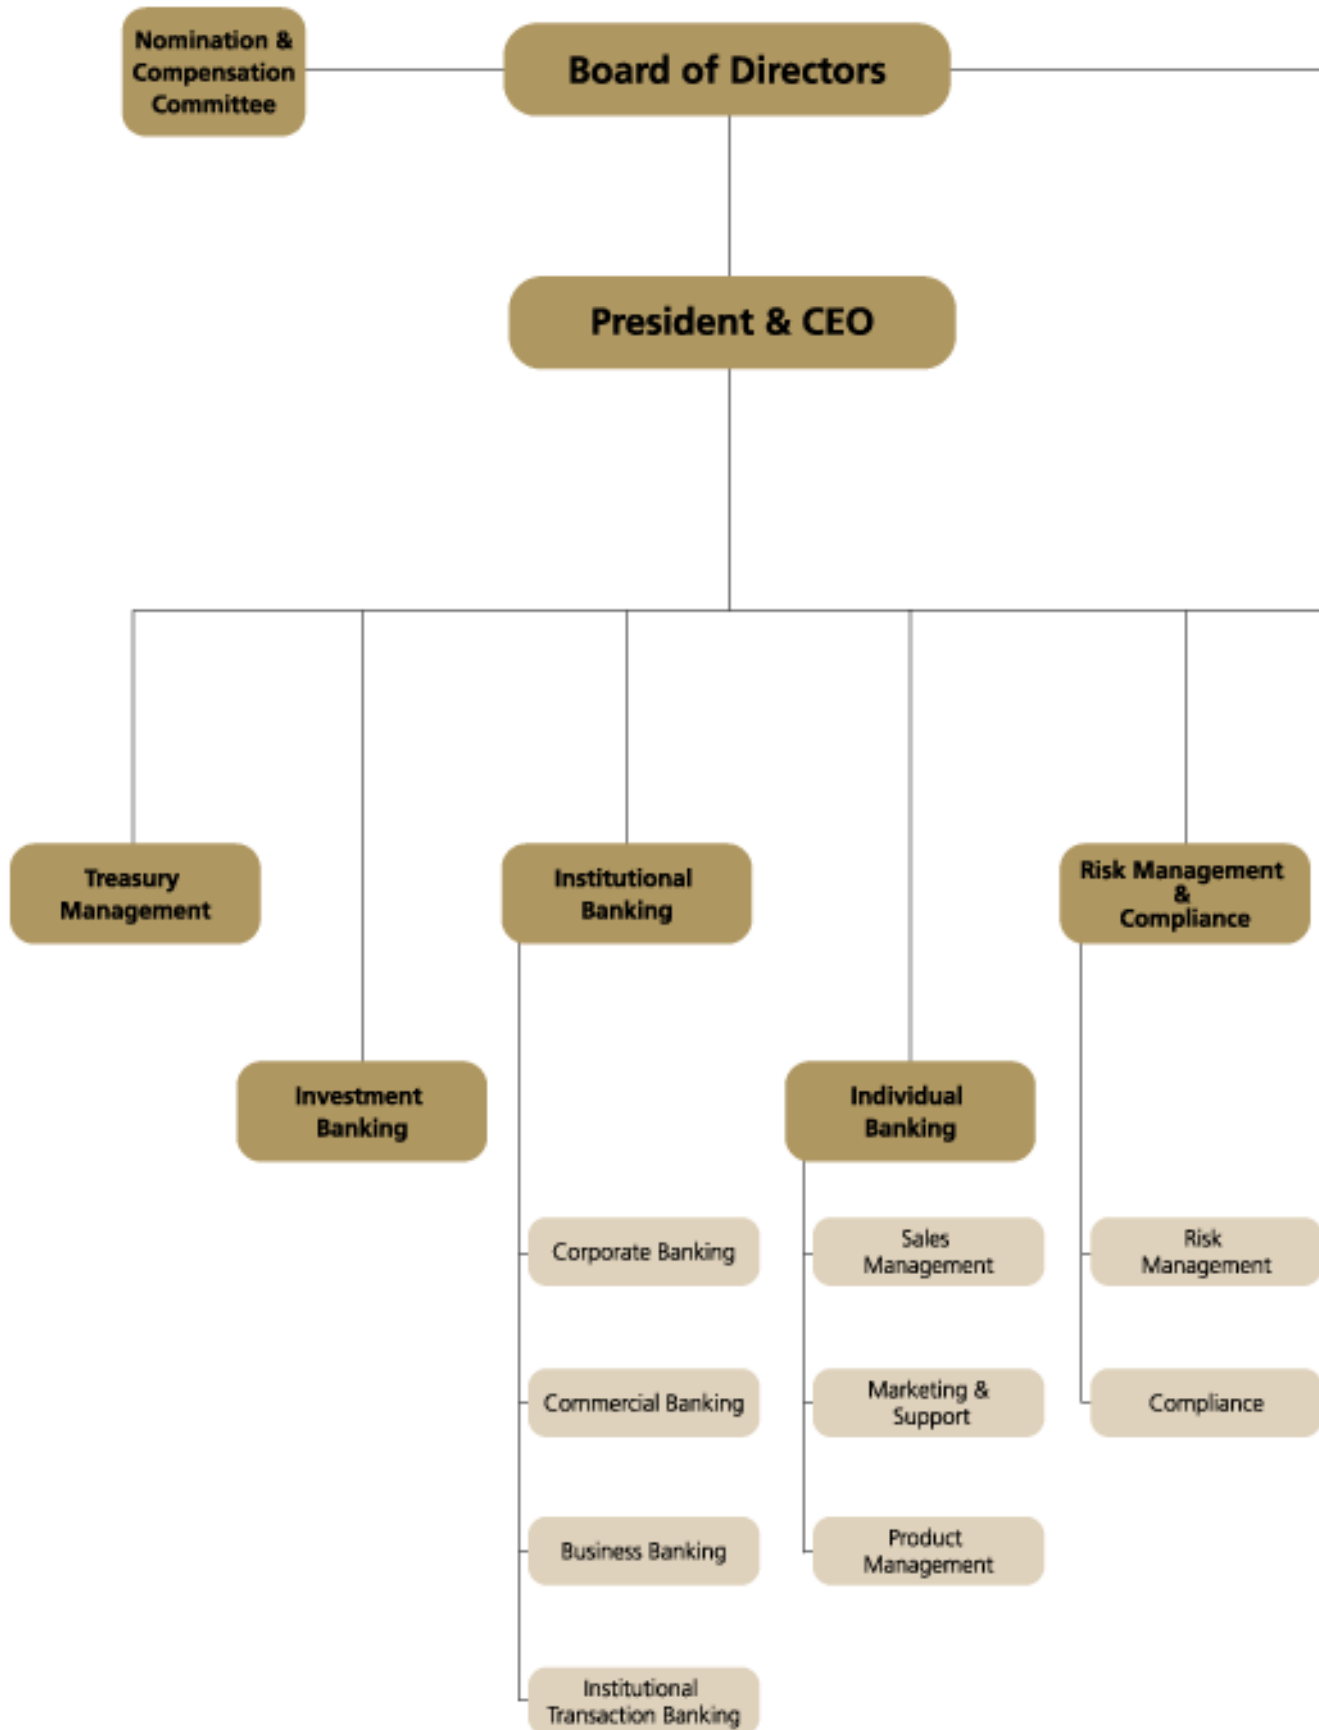 Nomination &
Compensation
Committee
Board of Directors
President & CEO
Treasury
Management
Institutional
Banking
Risk Management
&
Compliance
Investment
Banking
Individual
Banking
Corporate Banking
Sales
Management
Risk
Management
Commercial Banking
Marketing &
Support
Compliance
Business Banking
Product
Management
Institutional
Transaction Banking